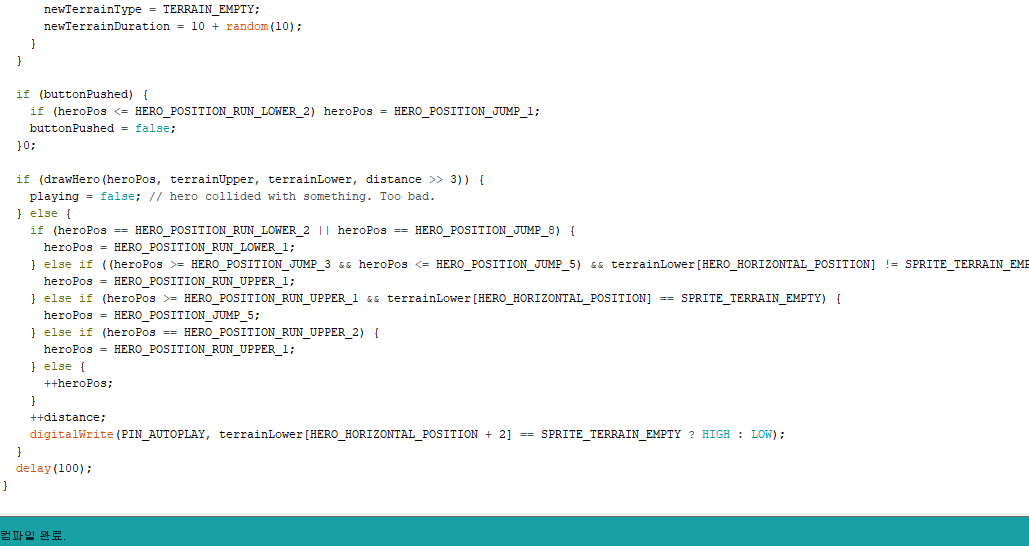 newTerrainType = TERRAIN_EMPTY;
newTerrainDuration = 10 + random(10);
}
}
if (buttonPushed) {
if (heroPos <= HERO_POSITION_RUN_LOWER_2) heroPos = HERO_POSITION_JUMP_1;
buttonPushed = false;
}0;
if (drawHero(heroPos, terrainUpper, terrainLower, distance >> 3)) {
playing = false; // hero collided with something. Too bad.
} else {
if (heroPos == HERO_POSITION_RUN_LOWER_2 || heroPos == HERO_POSITION_JUMP_8) {
heroPos = HERO_POSITION_RUN_LOWER_1;
} else if ((heroPos >= HERO_POSITION_JUMP_3 && heroPos <= HERO_POSITION_JUMP_5) && terrainLower[HERO_HORIZONTAL_POSITION] != SPRITE_TERRAIN_EMP
heroPos = HERO_POSITION_RUN_UPPER_1;
} else if (heroPos >= HERO_POSITION_RUN_UPPER_1 && terrainLower[HERO_HORIZONTAL_POSITION] == SPRITE_TERRAIN_EMPTY) {
heroPos = HERO_POSITION_JUMP_5;
} else if (heroPos == HERO_POSITION_RUN_UPPER_2) {
heroPos = HERO_POSITION_RUN_UPPER_1;
} else {
++heroPos;
}
++distance;
digitalWrite(PIN_AUTOPLAY, terrainLower[HERO_HORIZONTAL_POSITION + 2] == SPRITE_TERRAIN_EMPTY ? HIGH : LOW);
}
delay(100);
}
컴파일 완료.